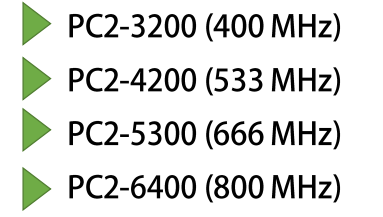 PC2-3200 (400 MHz)
PC2-4200 (533 MHz)
PC2-5300 (666 MHz)
PC2-6400 (800 MHz)